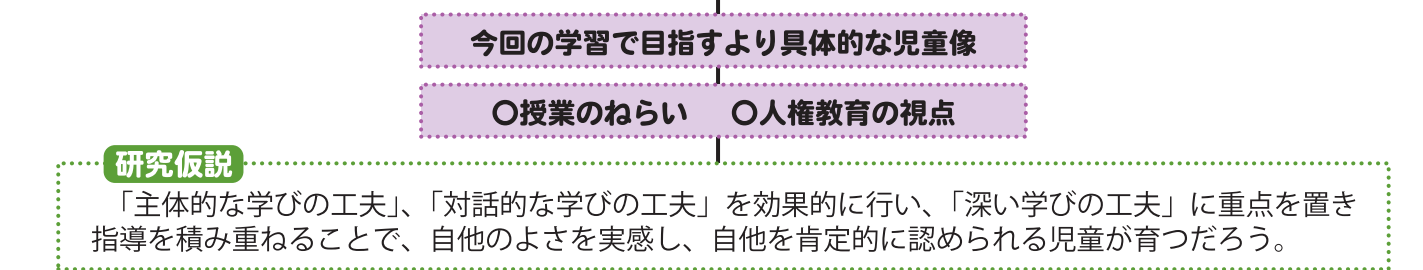 今回の学習で目指すより具体的な児童像
〇授業のねらい　〇人権教育の視点
研究仮説
「主体的な学びの工夫」、「対話的な学びの工夫」を効果的に行い、「深い学びの工夫」に重点を置き
指導を積み重ねることで、自他のよさを実感し、自他を肯定的に認められる児童が育つだろう。